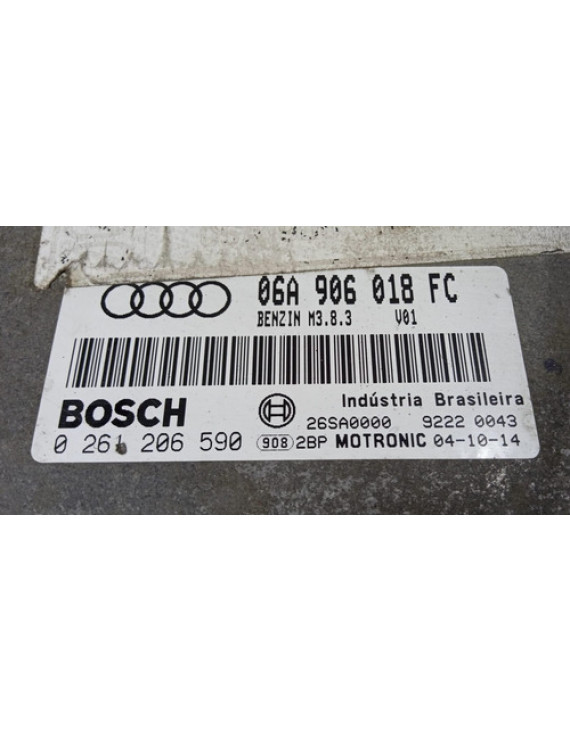 06A 906 018 FC
BENZIN M3.8.3 V01
BOSCH
Indústria Brasileira
26SA0000 9222 0043
0 261 206 590 908 2BP MOTRONIC 04-10-14